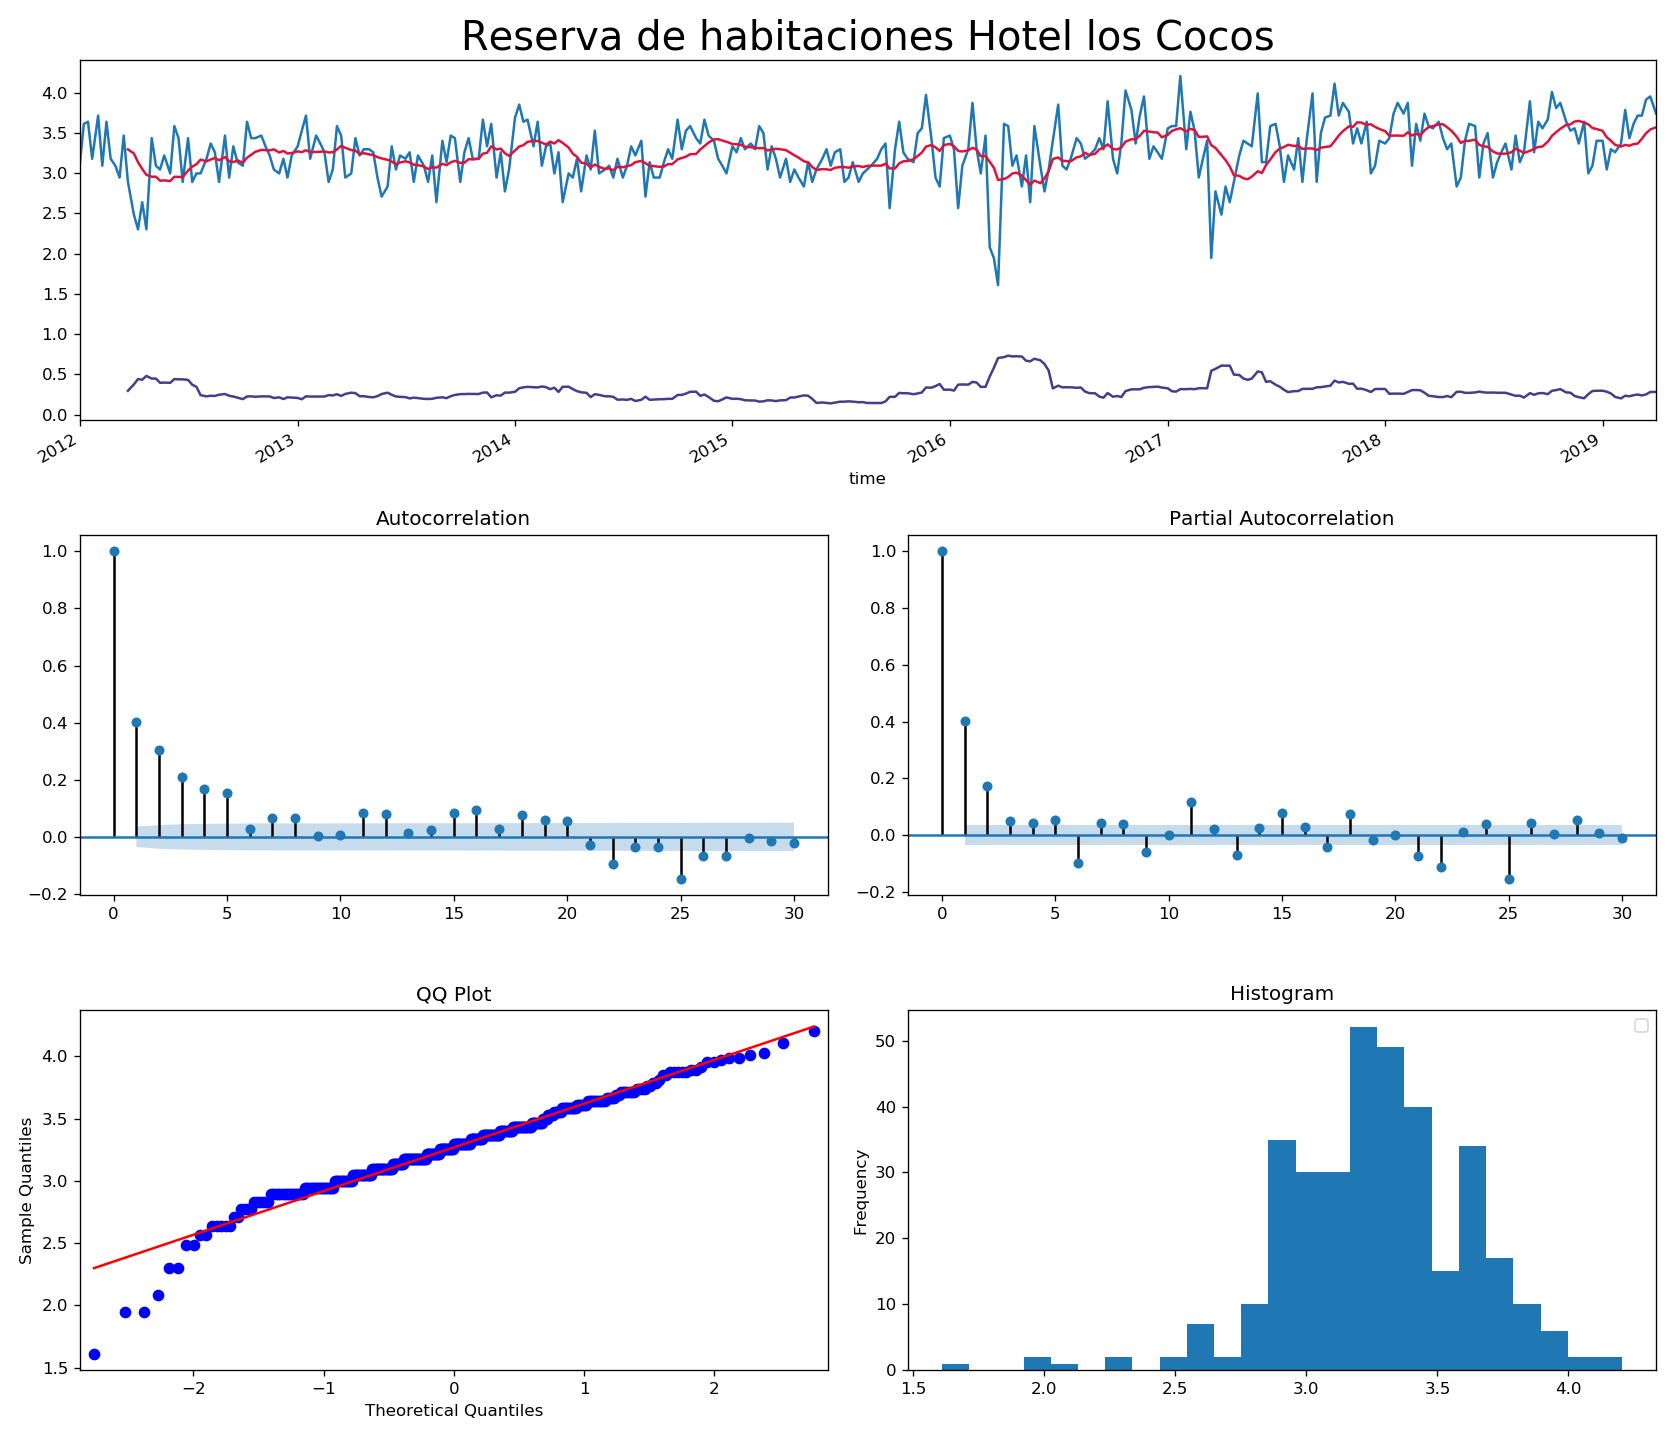 Reserva de habitaciones Hotel los Cocos
4.0
3.5
3.0
2.5
2.0
1.5
1.0
0.5
0.0
2012 2013 2014 2015 2016 2017 2018 2019
time
Autocorrelation
1.0
0.8
0.6
0.4
0.2
0.0
−0.2
0 5 10 15 20 25 30
Partial Autocorrelation
1.0
0.8
0.6
0.4
0.2
0.0
−0.2
0 5 10 15 20 25 30
QQ Plot
Sample Quantiles
4.0
3.5
3.0
2.5
2.0
1.5
−2 −1 0 1 2
Theoretical Quantiles
Histogram
Frequency
50
40
30
20
10
0
1.5 2.0 2.5 3.0 3.5 4.0